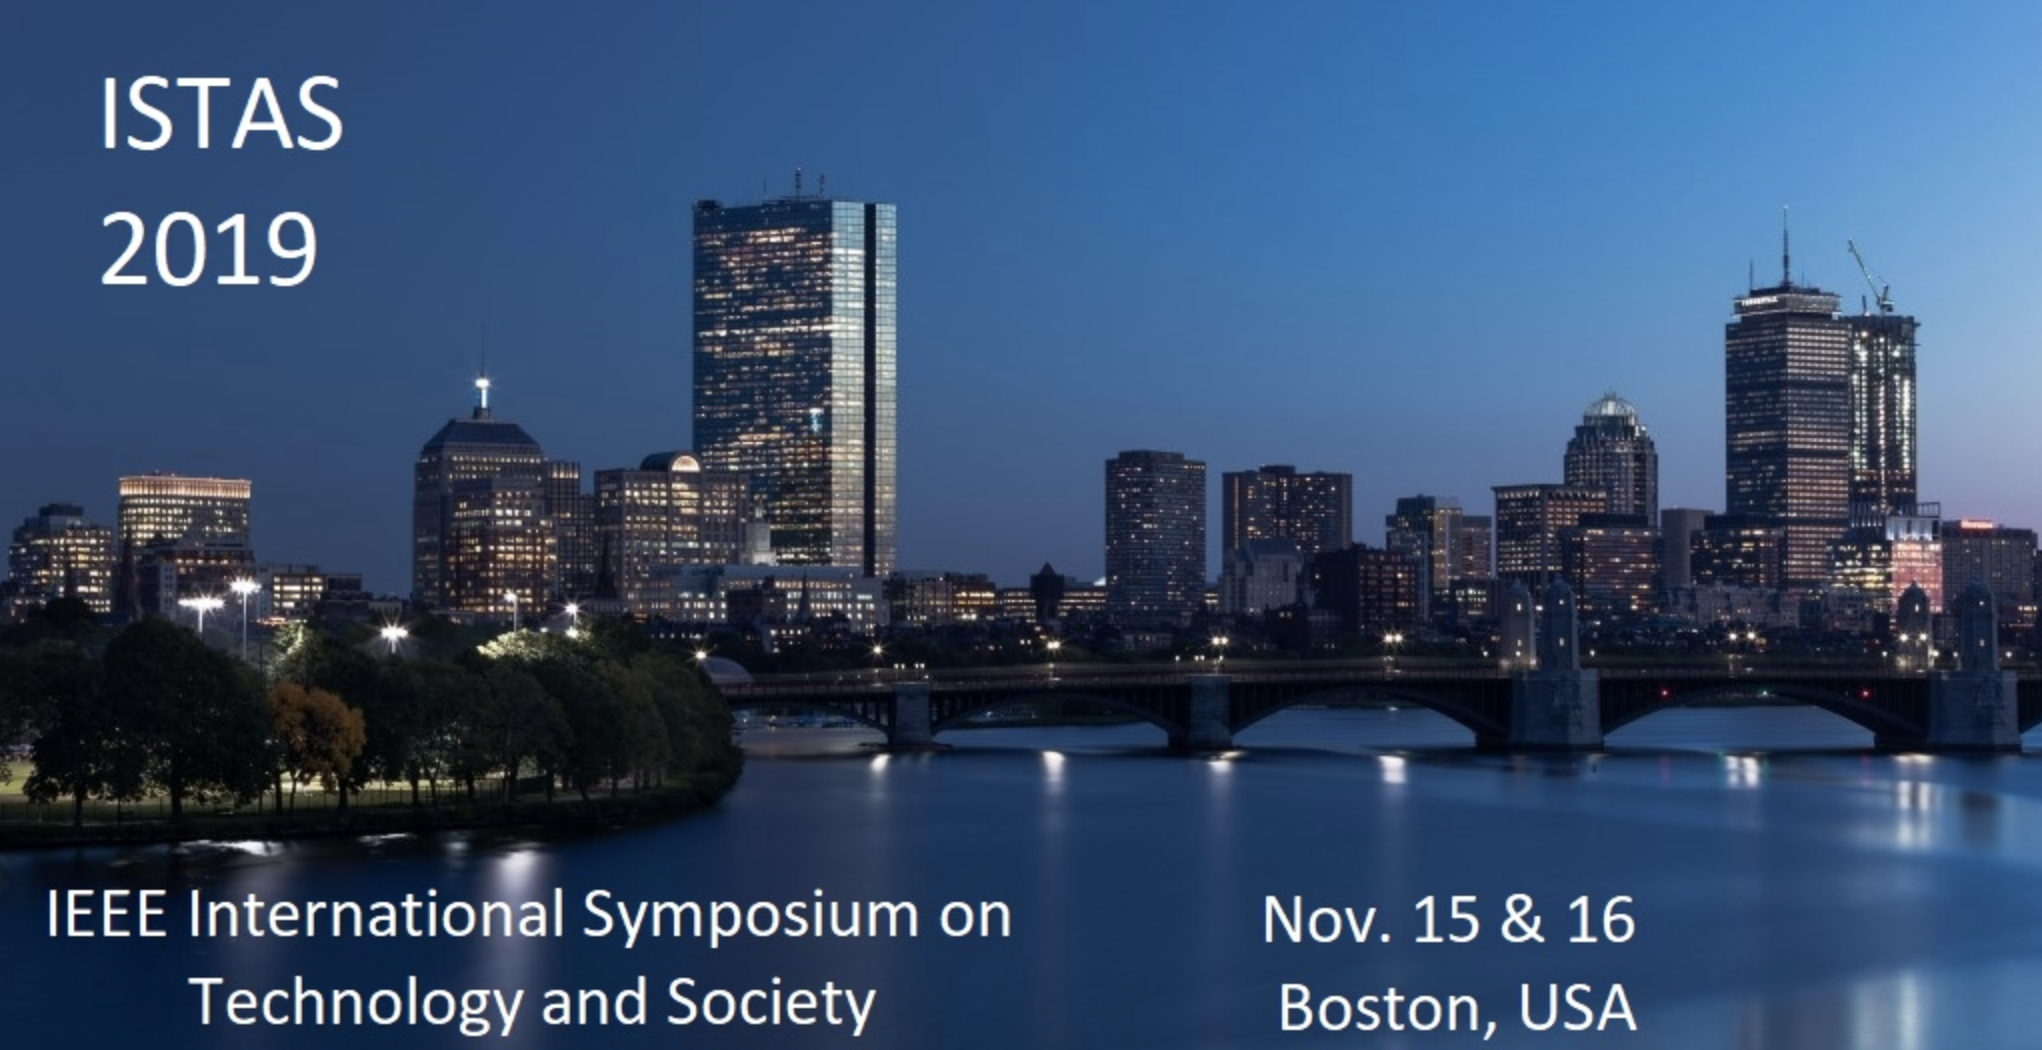 ISTAS
2019
IEEE International Symposium on
Technology and Society
Nov. 15 & 16
Boston, USA